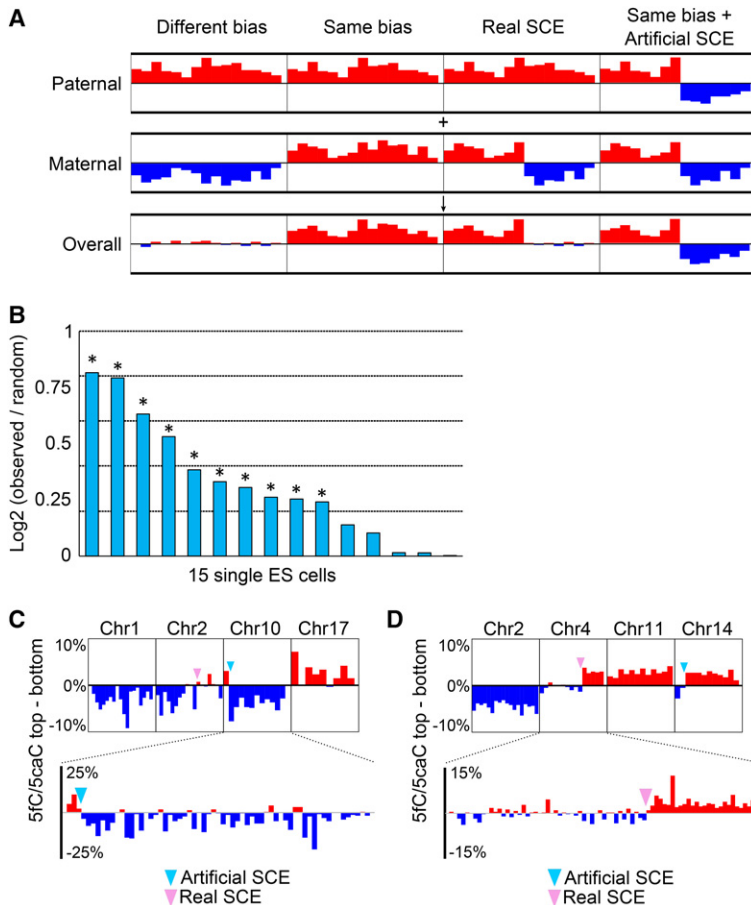 A
Different bias
Same bias
Real SCE
Same bias +
Artificial SCE
Paternal
+
Maternal
↓
Overall
B
Log2 (observed / random)
1
0.75
0.5
0.25
0
* * * * * * * * * *
15 single ES cells
C
Chr1 Chr2 Chr10 Chr17
5fC/5caC top - bottom
10%
0%
-10%
25%
-25%
Artificial SCE
Real SCE
D
Chr2 Chr4 Chr11 Chr14
5fC/5caC top - bottom
10%
0%
-10%
15%
-15%
Artificial SCE
Real SCE